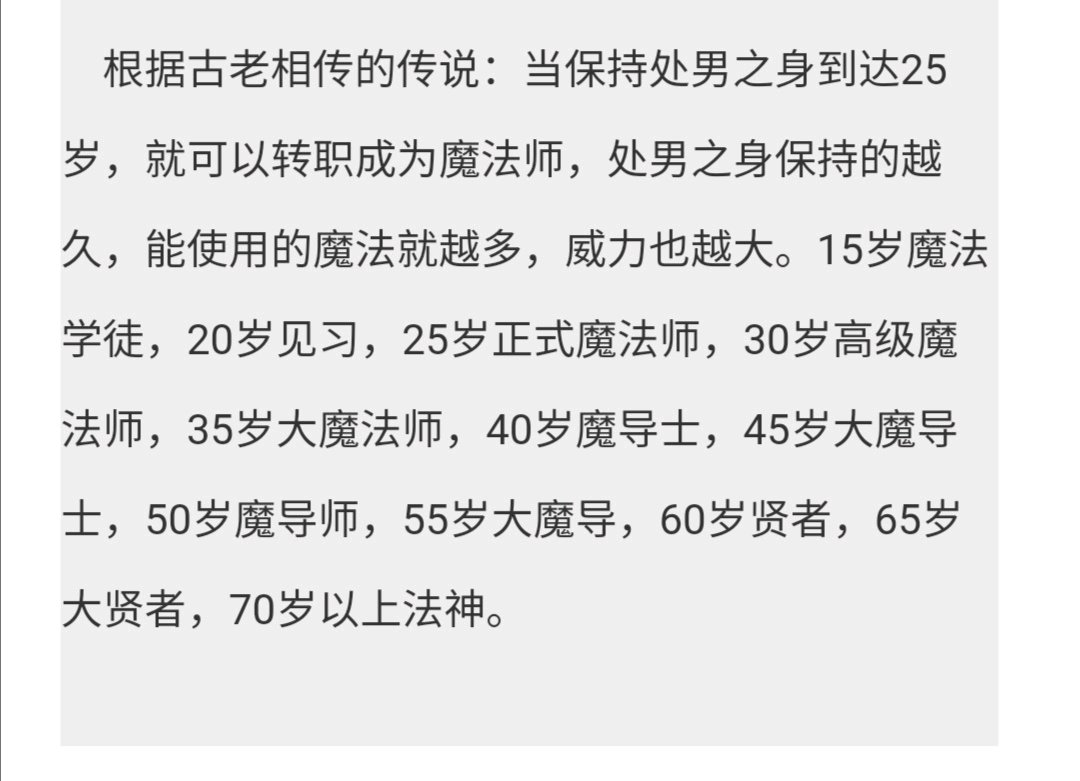 根据古老相传的传说：当保持处男之身到达25
岁，就可以转职成为魔法师，处男之身保持的越
久，能使用的魔法就越多，威力也越大。15岁魔法
学徒，20岁见习，25岁正式魔法师，30岁高级魔
法师，35岁大魔法师，40岁魔导士，45岁大魔导
士，50岁魔导师，55岁大魔导，60岁贤者，65岁
大贤者，70岁以上法神。